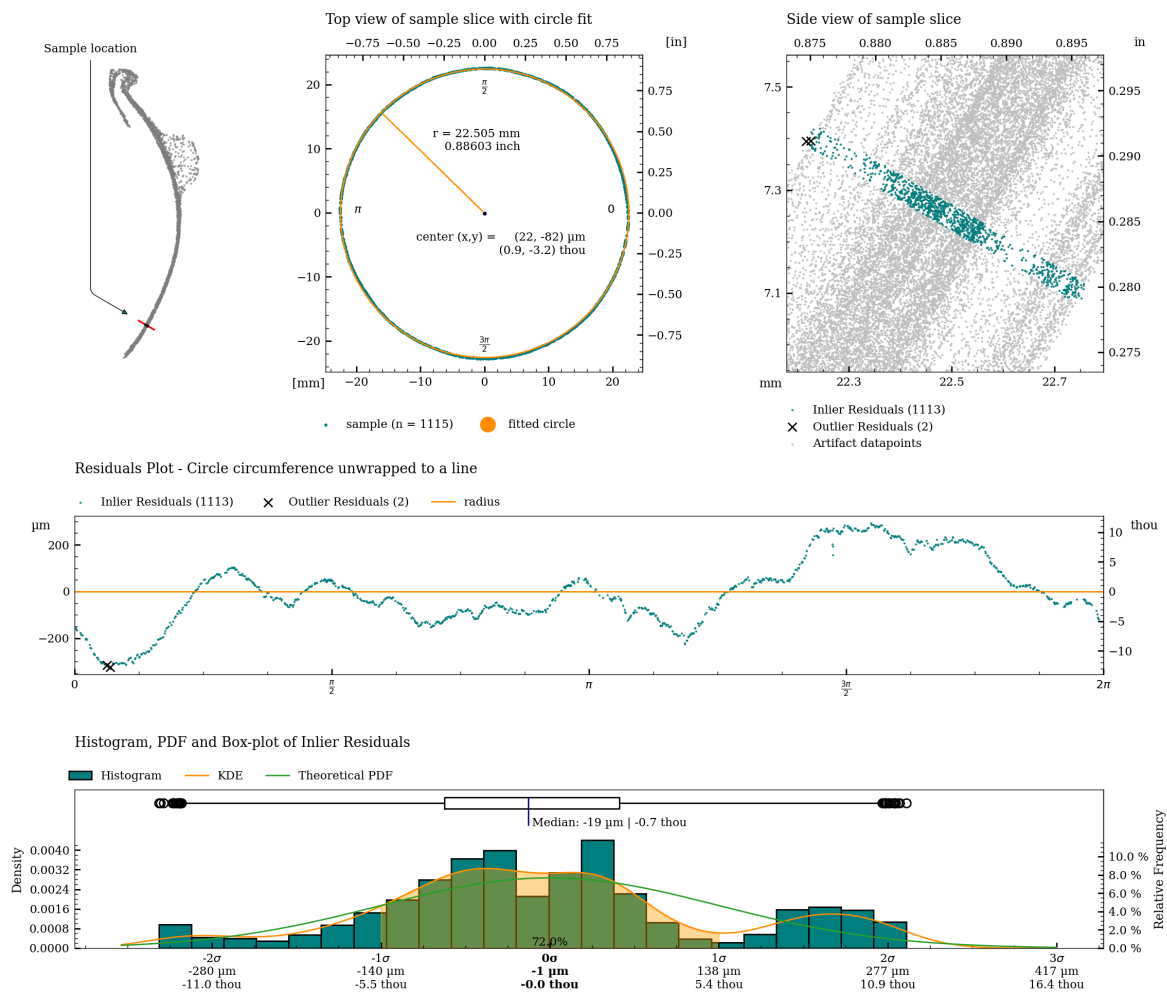 Sample location
Top view of sample slice with circle fit
−0.75 −0.50 −0.25 0.00 0.25 0.50 0.75 [in]
20
10
0
−10
−20
0.75
0.50
0.25
0.00
−0.25
−0.50
−0.75
π/2
r = 22.505 mm
0.88603 inch
π
0
center (x,y) = (22, -82) µm
(0.9, -3.2) thou
3π/2
[mm] −20 −10 0 10 20
sample (n = 1115) fitted circle
Side view of sample slice
0.875 0.880 0.885 0.890 0.895 in
7.5
7.3
7.1
0.295
0.290
0.285
0.280
0.275
mm 22.3 22.5 22.7
Inlier Residuals (1113)
Outlier Residuals (2)
Artifact datapoints
Residuals Plot - Circle circumference unwrapped to a line
Inlier Residuals (1113) Outlier Residuals (2) radius
µm
200
0
−200
thou
10
5
0
−5
−10
0 π/2 π 3π/2 2π
Histogram, PDF and Box-plot of Inlier Residuals
Histogram KDE Theoretical PDF
Median: -19 µm | -0.7 thou
Density
0.0040
0.0032
0.0024
0.0016
0.0008
0.0000
Relative Frequency
10.0 %
8.0 %
6.0 %
4.0 %
2.0 %
0.0 %
72.0%
-2σ -1σ 0σ 1σ 2σ 3σ
-280 µm -140 µm -1 µm 138 µm 277 µm 417 µm
-11.0 thou -5.5 thou -0.0 thou 5.4 thou 10.9 thou 16.4 thou